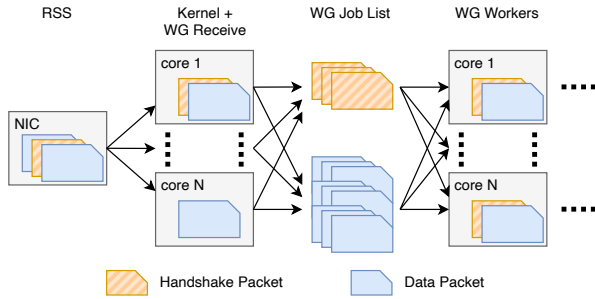 RSS
Kernel +
WG Receive
WG Job List
WG Workers
NIC
core 1
core N
core 1
core N
Handshake Packet
Data Packet